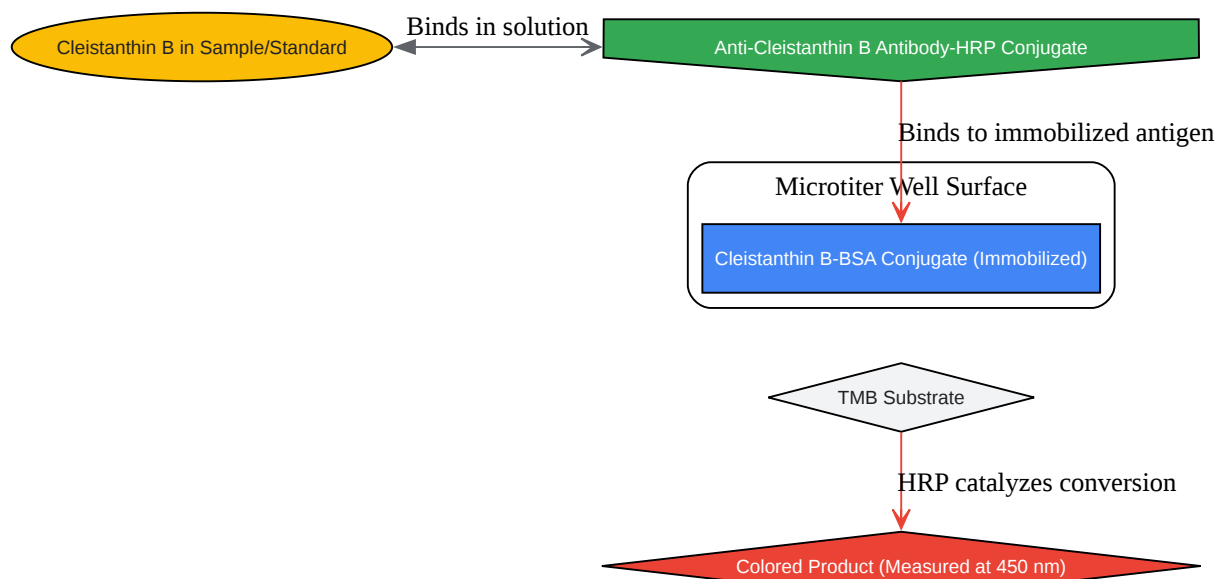 Binds in solution
Cleistanthin B in Sample/Standard
Anti-Cleistanthin B Antibody-HRP Conjugate
Binds to immobilized antigen
Microtiter Well Surface
Cleistanthin B-BSA Conjugate (Immobilized)
TMB Substrate
HRP catalyzes conversion
Colored Product (Measured at 450 nm)